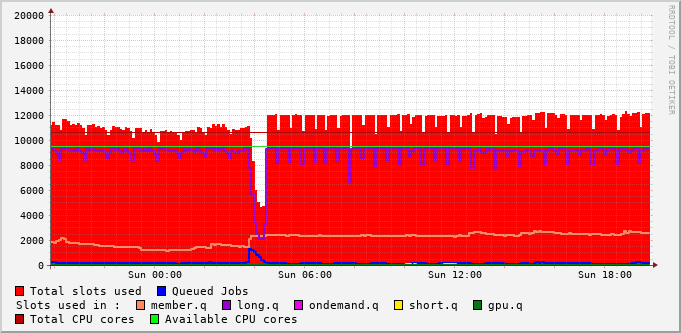 RRDTOOL / TOBI OETIKER
20000
18000
16000
14000
12000
10000
8000
6000
4000
2000
0
Sun 00:00 Sun 06:00 Sun 12:00 Sun 18:00
Total slots used Queued Jobs
Slots used in : member.q long.q ondemand.q short.q gpu.q
Total CPU cores Available CPU cores